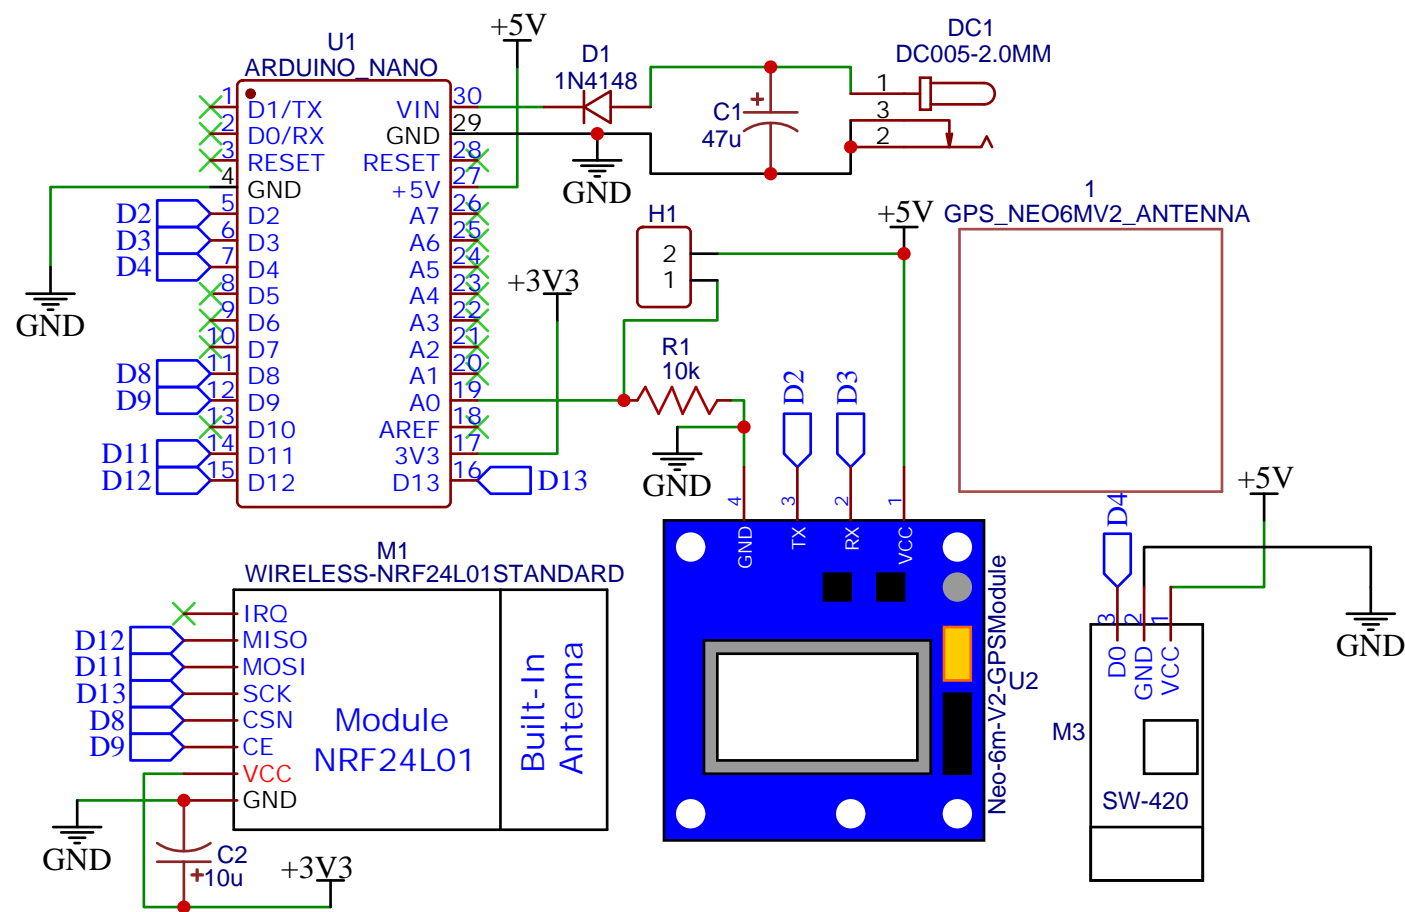 U1
ARDUINO_NANO
+5V
1 D1/TX
2 D0/RX
3 RESET
4 GND
5 D2
6 D3
7 D4
8 D5
9 D6
10 D7
11 D8
12 D9
13 D10
14 D11
15 D12
VIN 30
GND 29
RESET 28
+5V 27
A7 26
A6 25
A5 24
A4 23
A3 22
A2 21
A1 20
A0 19
AREF 18
3V3 17
D13 16
D2
D3
D4
D8
D9
D11
D12
D13
GND
+3V3
D1
1N4148
GND
C1
47u
+
DC1
DC005-2.0MM
1
3
2
H1
2
1
+5V
R1
10k
GND
D2
D3
4
3
2
1
GND
TX
RX
VCC
Neo-6m-V2-GPSModule
U2
1
GPS_NEO6MV2_ANTENNA
D4
+5V
GND
3
2
1
D0
GND
VCC
M3
SW-420
M1
WIRELESS-NRF24L01STANDARD
IRQ
MISO
MOSI
SCK
CSN
CE
VCC
GND
D12
D11
D13
D8
D9
Module
NRF24L01
Built-In
Antenna
GND
C2
+10u
+3V3